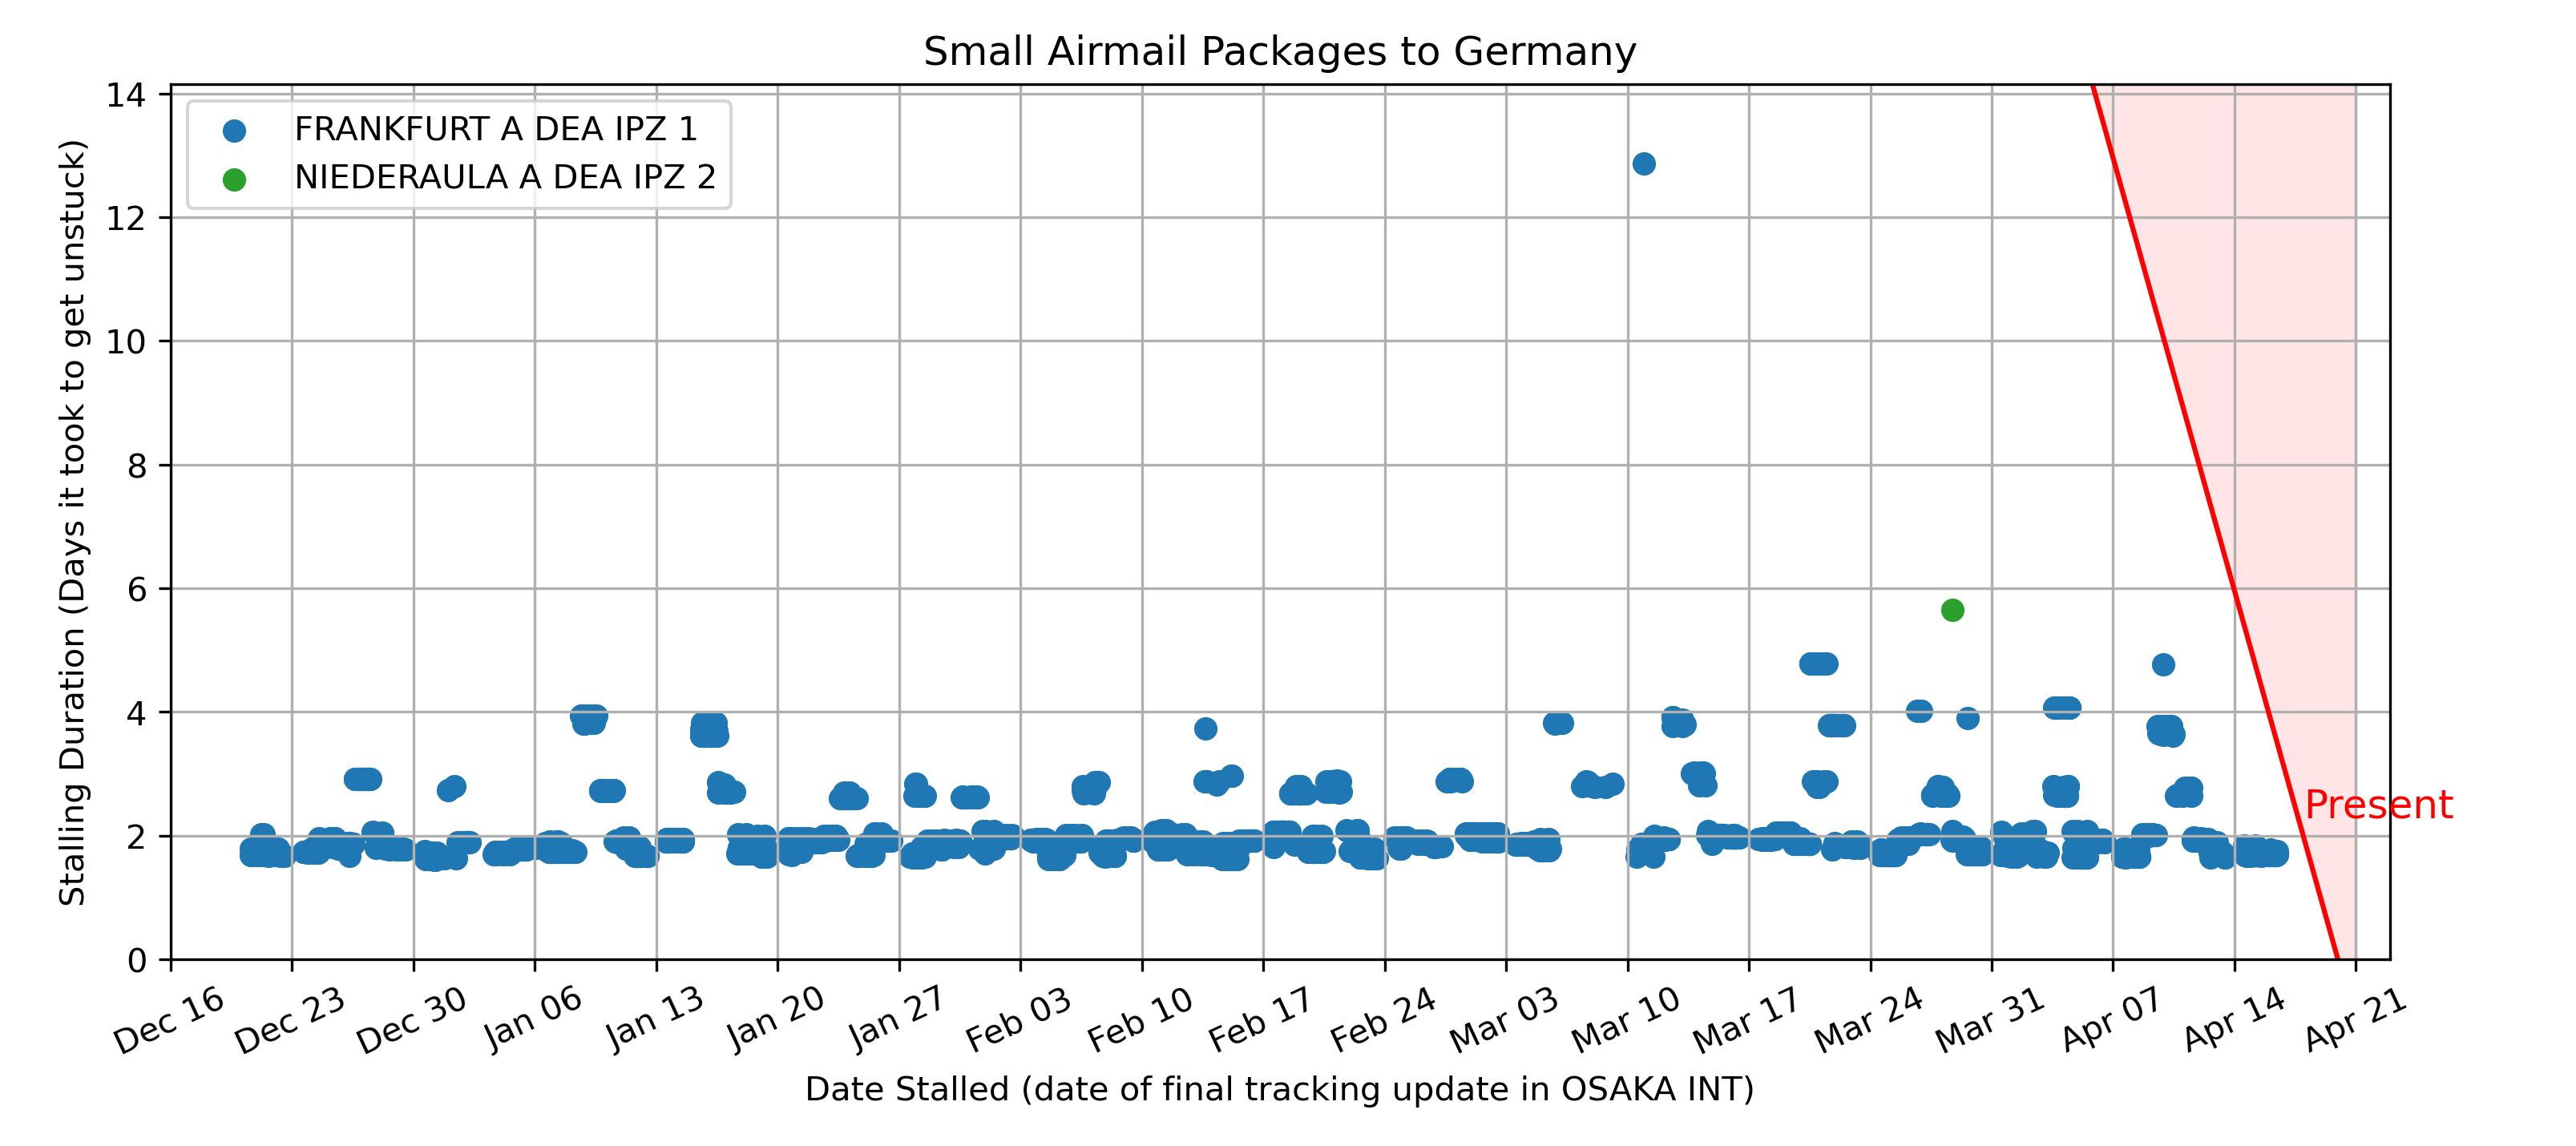 Small Airmail Packages to Germany
14
12
10
8
6
4
2
0
Stalling Duration (Days it took to get unstuck)
FRANKFURT A DEA IPZ 1
NIEDERAULA A DEA IPZ 2
Present
Dec 16
Dec 23
Dec 30
Jan 06
Jan 13
Jan 20
Jan 27
Feb 03
Feb 10
Feb 17
Feb 24
Mar 03
Mar 10
Mar 17
Mar 24
Mar 31
Apr 07
Apr 14
Apr 21
Date Stalled (date of final tracking update in OSAKA INT)